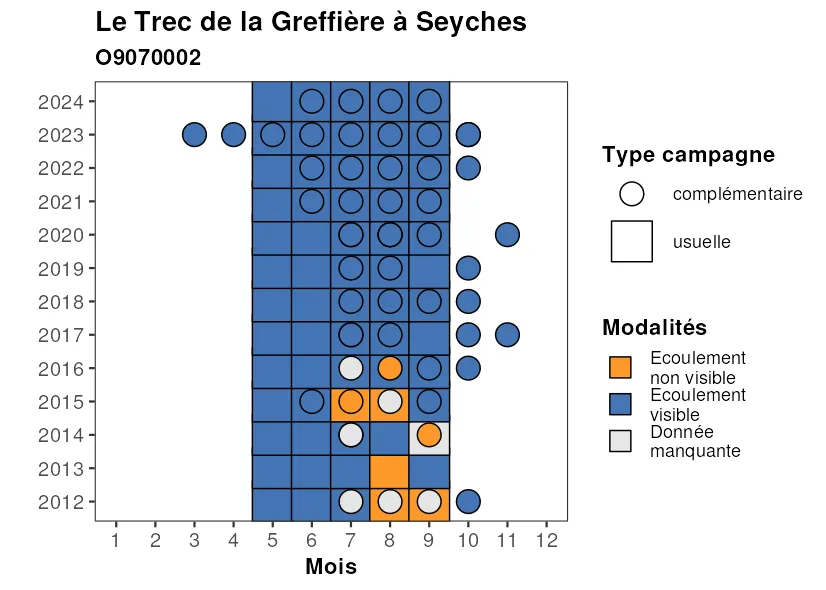 Le Trec de la Greffière à Seyches
O9070002
2024
2023
2022
2021
2020
2019
2018
2017
2016
2015
2014
2013
2012
1 2 3 4 5 6 7 8 9 10 11 12
Mois
Type campagne
complémentaire
usuelle
Modalités
Ecoulement
non visible
Ecoulement
visible
Donnée
manquante